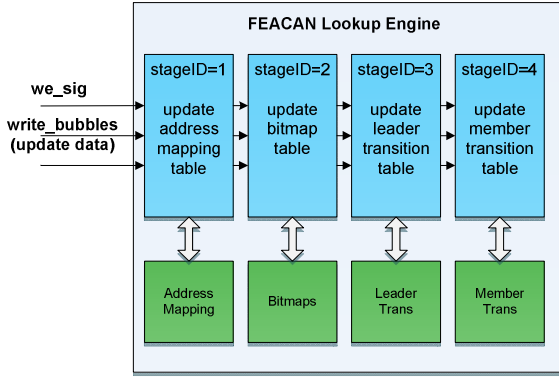 FEACAN Lookup Engine
we_sig
write_bubbles
(update data)
stageID=1
update
address
mapping
table
stageID=2
update
bitmap
table
stageID=3
update
leader
transition
table
stageID=4
update
member
transition
table
Address
Mapping
Bitmaps
Leader
Trans
Member
Trans